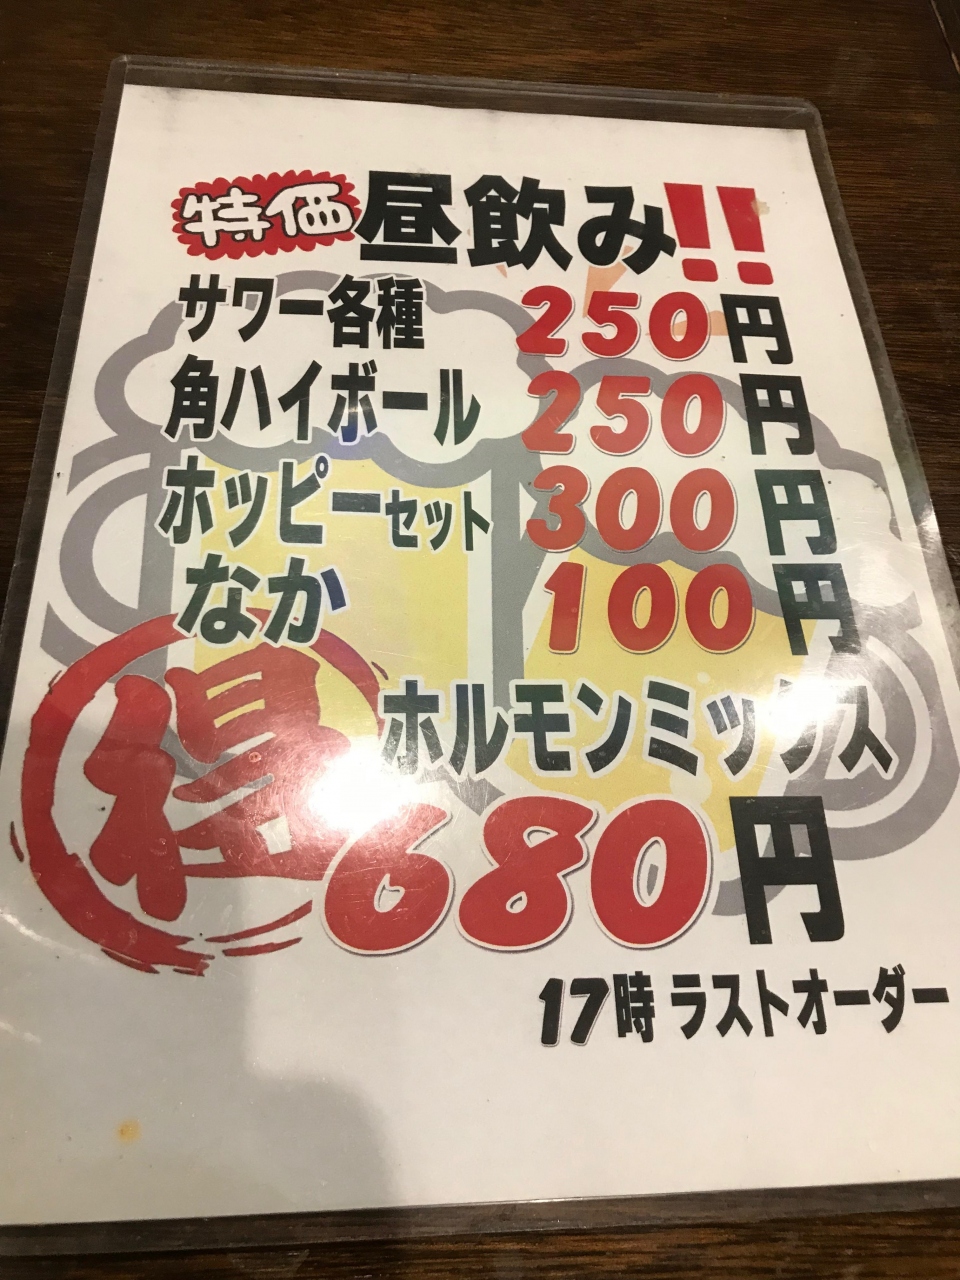 特価 昼飲み!!
サワー各種 250円
角ハイボール 250円
ホッピーセット 300円
なか 100円
得 ホルモンミックス
680円
17時 ラストオーダー